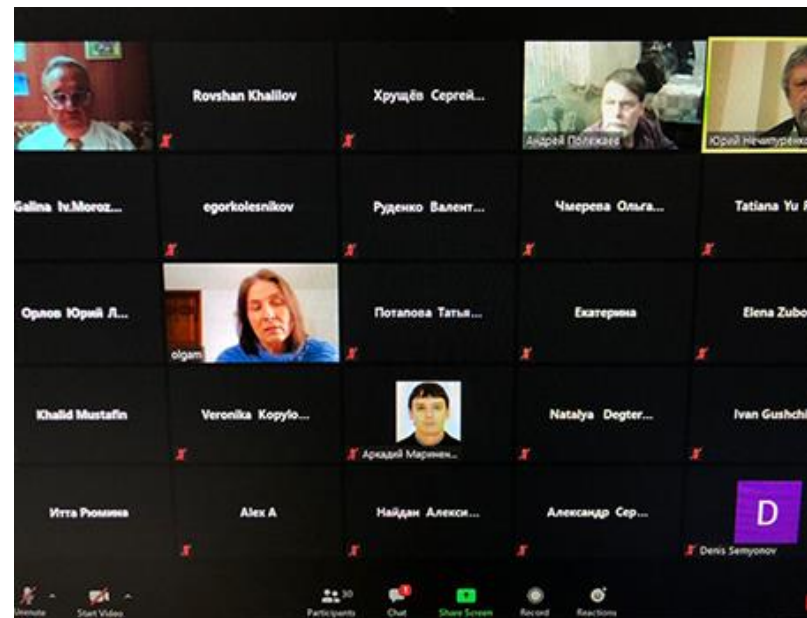 Rovshan Khalilov
Хрущёв Сергей...
Андрей Полежаев
Юрий Нечипуренко
Galina Iv.Moroz...
egorkolesnikov
Руденко Валент...
Чмерева Ольга...
Tatiana Yu
Орлов Юрий Л...
olgam
Потапова Татья...
Екатерина
Elena Zubo
Khalid Mustafin
Veronika Kopylo...
Аркадий Маринен...
Natalya Degter...
Ivan Gushchi
Итта Рюмина
Alex A
Найдан Алекси...
Александр Сер...
D
Denis Semyonov
Unmute
Start Video
30
Participants
1
Chat
Share Screen
Record
Reactions